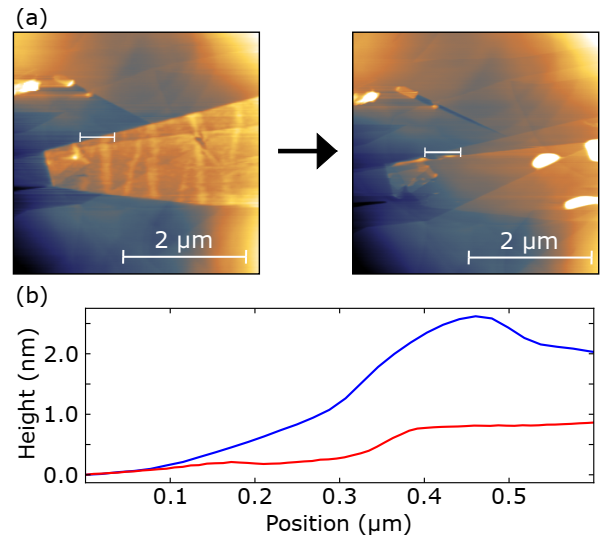 (a)
2 µm
2 µm
(b)
Height (nm)
2.0
1.0
0.0
0.1
0.2
0.3
0.4
0.5
Position (µm)